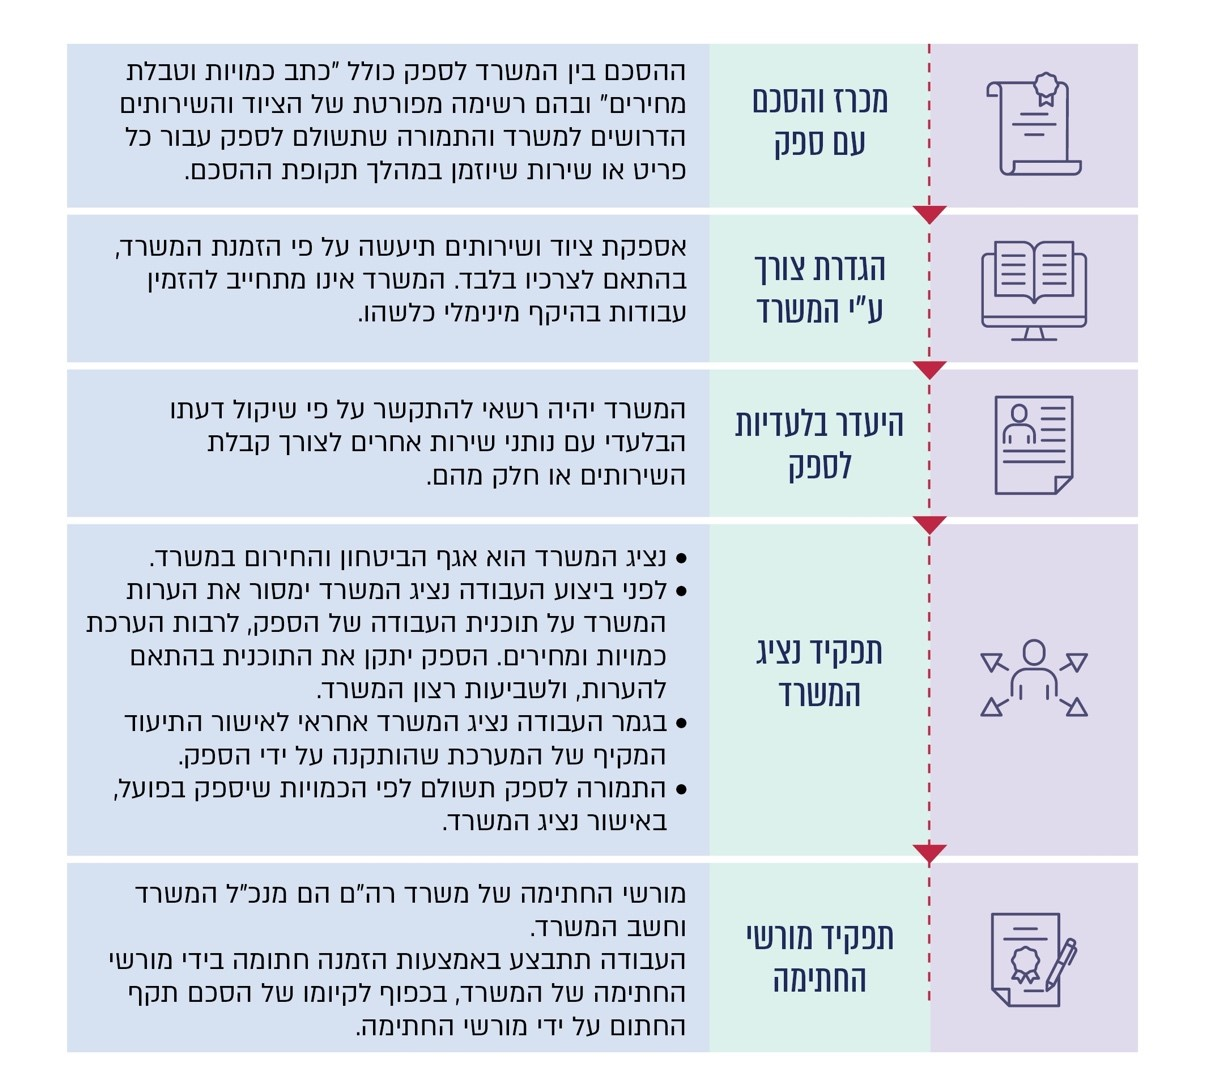 מכרז והסכם
עם ספק
ההסכם בין המשרד לספק כולל "כתב כמויות וטבלת
מחירים" ובהם רשימה מפורטת של הציוד והשירותים
הדרושים למשרד והתמורה שתשולם לספק עבור כל
פריט או שירות שיוזמן במהלך תקופת ההסכם.
הגדרת צורך
ע"י המשרד
אספקת ציוד ושירותים תיעשה על פי הזמנת המשרד,
בהתאם לצרכיו בלבד. המשרד אינו מתחייב להזמין
עבודות בהיקף מינימלי כלשהו.
היעדר בלעדיות
לספק
המשרד יהיה רשאי להתקשר על פי שיקול דעתו
הבלעדי עם נותני שירות אחרים לצורך קבלת
השירותים או חלק מהם.
תפקיד נציג
המשרד
• נציג המשרד הוא אגף הביטחון והחירום במשרד.
• לפני ביצוע העבודה נציג המשרד ימסור את הערות
המשרד על תוכנית העבודה של הספק, לרבות הערכת
כמויות ומחירים. הספק יתקן את התוכנית בהתאם
להערות, ולשביעות רצון המשרד.
• בגמר העבודה נציג המשרד אחראי לאישור התיעוד
המקיף של המערכת שהותקנה על ידי הספק.
• התמורה לספק תשולם לפי הכמויות שיספק בפועל,
באישור נציג המשרד.
תפקיד מורשי
החתימה
מורשי החתימה של משרד רה"ם הם מנכ"ל המשרד
וחשב המשרד.
העבודה תתבצע באמצעות הזמנה חתומה בידי מורשי
החתימה של המשרד, בכפוף לקיומו של הסכם תקף
החתום על ידי מורשי החתימה.